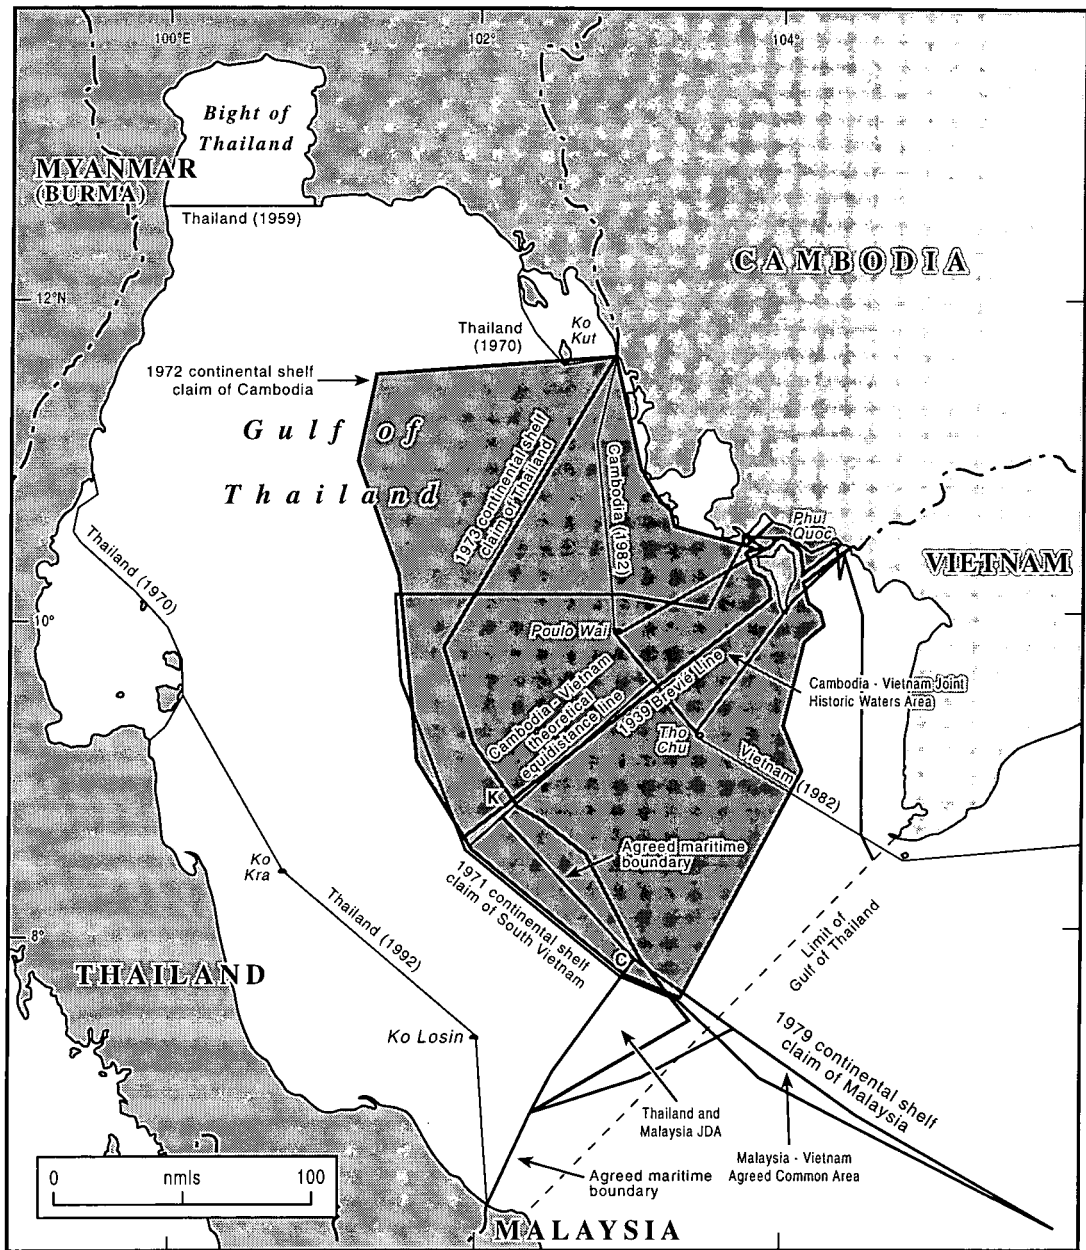 100°E
102°
104°
Bight of
Thailand
MYANMAR
(BURMA)
Thailand (1959)
CAMBODIA
12°N
Thailand
(1970)
Ko
Kut
1972 continental shelf
claim of Cambodia
Gulf of
Thailand
1973 continental shelf
claim of Thailand
Cambodia (1982)
Phu
Quoc
VIETNAM
Thailand (1970)
10°
Poulo Wai
Cambodia - Vietnam
theoretical
equidistance line
1939 Brevié Line
Cambodia - Vietnam Joint
Historic Waters Area
Tho
Chu
Vietnam (1982)
K
Agreed maritime
boundary
Ko
Kra
1971 continental shelf
claim of South Vietnam
Thailand (1992)
Limit of
Gulf of Thailand
8°
C
THAILAND
Ko Losin
1979 continental shelf
claim of Malaysia
Thailand and
Malaysia JDA
Malaysia - Vietnam
Agreed Common Area
Agreed maritime
boundary
0 nmls 100
MALAYSIA